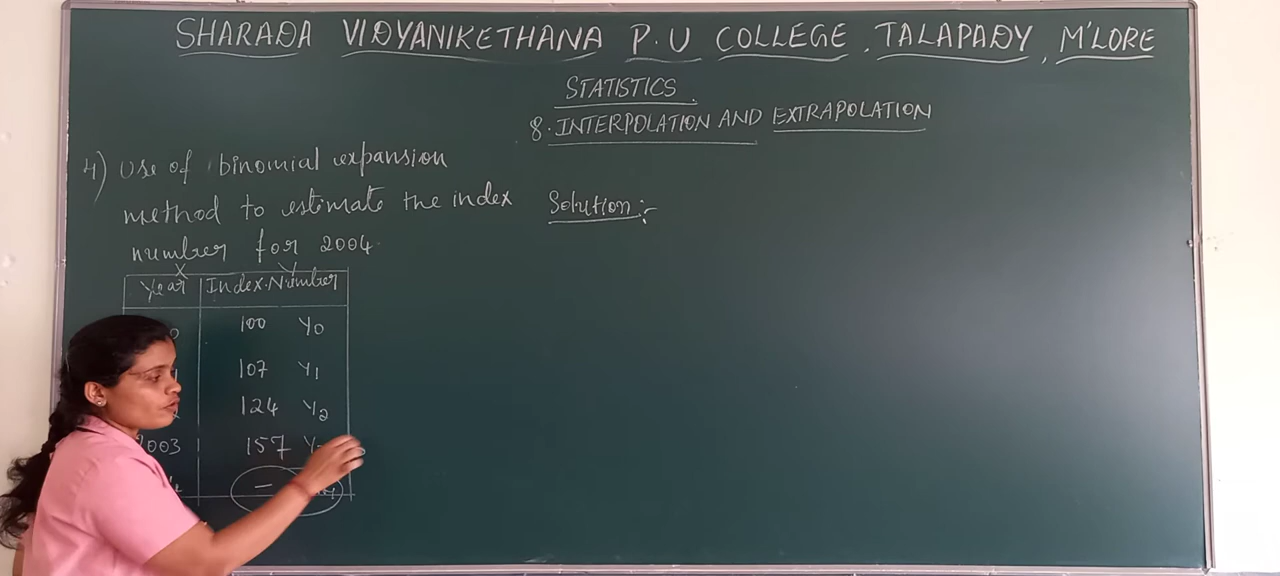 SHARADA VIDYANIKETHANA P.U COLLEGE, TALAPADY, M'LORE
STATISTICS
8. INTERPOLATION AND EXTRAPOLATION
4) Use of binomial expansion
method to estimate the index
number for 2004.
Solution:-
X Y
Year Index.Number
100 Y0
107 Y1
124 Y2
2003 157
-